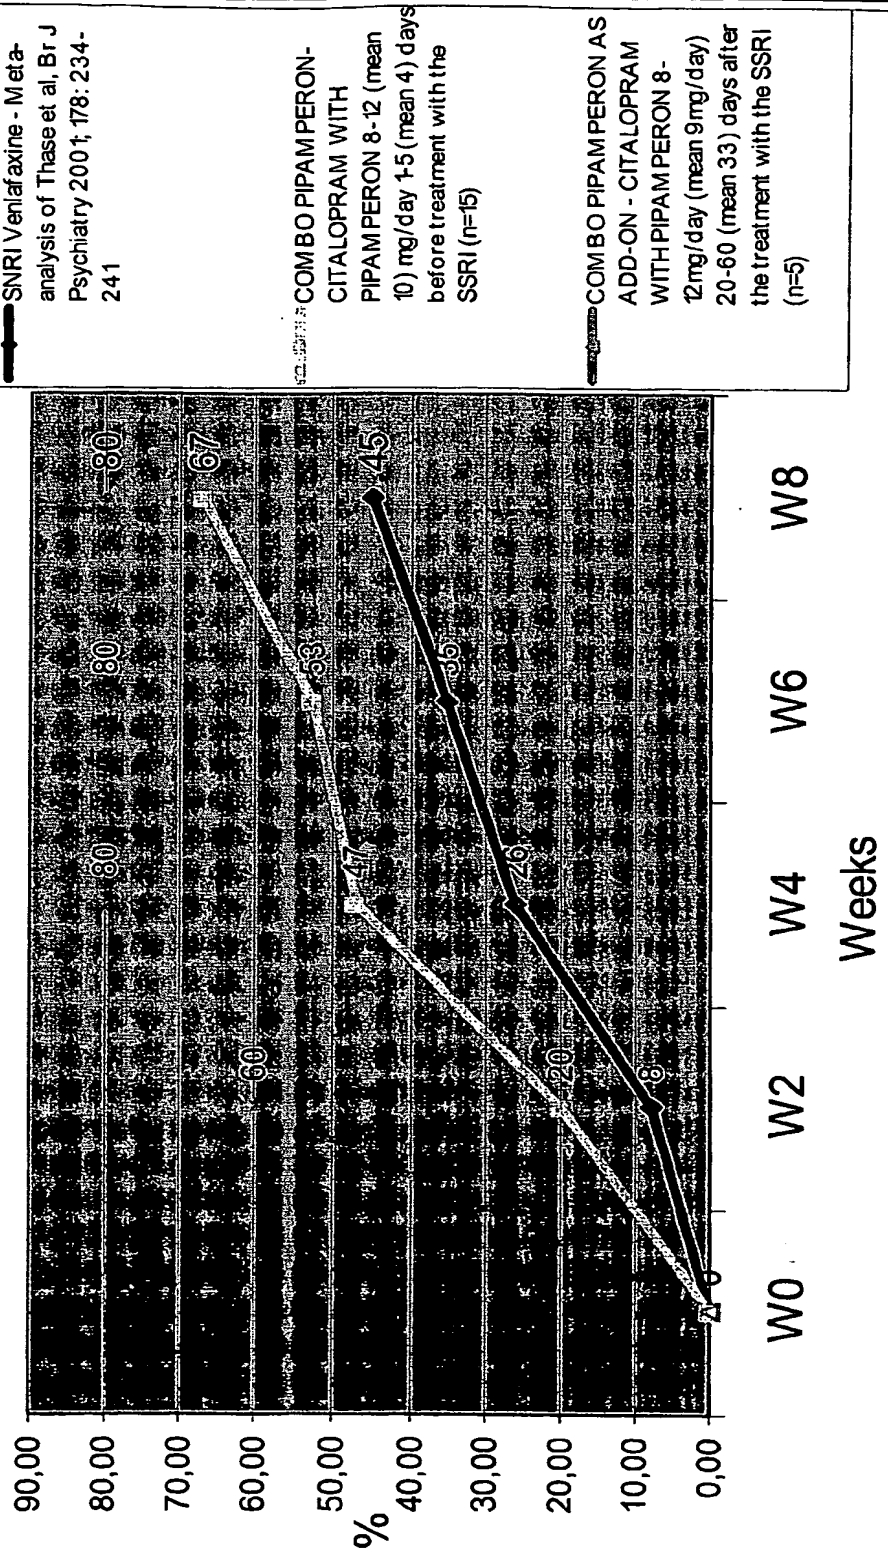 SNRI Venlafaxine - Meta-
analysis of Thase et al, Br J
Psychiatry 2001; 178: 234-
241
COMBO PIPAMPERON-
CITALOPRAM WITH
PIPAMPERON 8-12 (mean
10) mg/day 1-5 (mean 4) days
before treatment with the
SSRI (n=15)
COMBO PIPAMPERON AS
ADD-ON - CITALOPRAM
WITH PIPAMPERON 8-
12mg/day (mean 9mg/day)
20-60 (mean 33) days after
the treatment with the SSRI
(n=5)
90,00
80,00
70,00
60,00
50,00
40,00
30,00
20,00
10,00
0,00
%
60 80 80 80
20 47 53 67
8 26 35 45
0
W0 W2 W4 W6 W8
Weeks